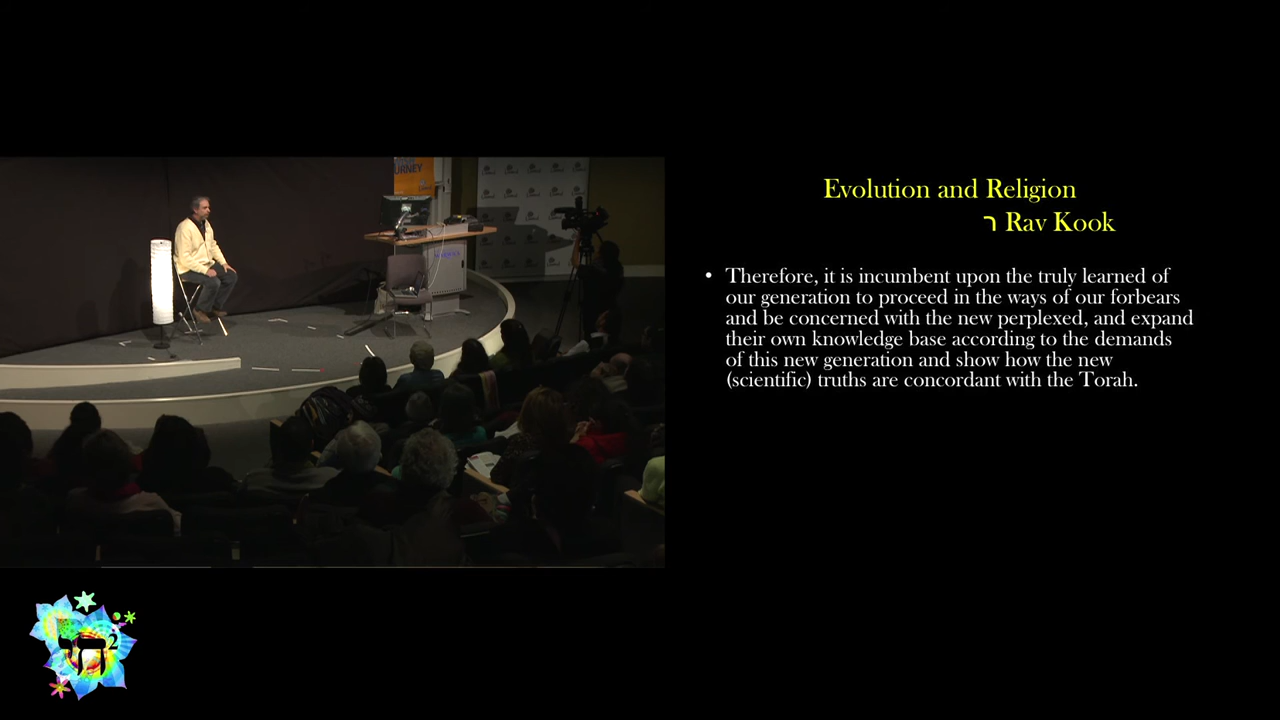 URNEY
Evolution and Religion
ר Rav Kook
• Therefore, it is incumbent upon the truly learned of
our generation to proceed in the ways of our forbears
and be concerned with the new perplexed, and expand
their own knowledge base according to the demands
of this new generation and show how the new
(scientific) truths are concordant with the Torah.
חי2